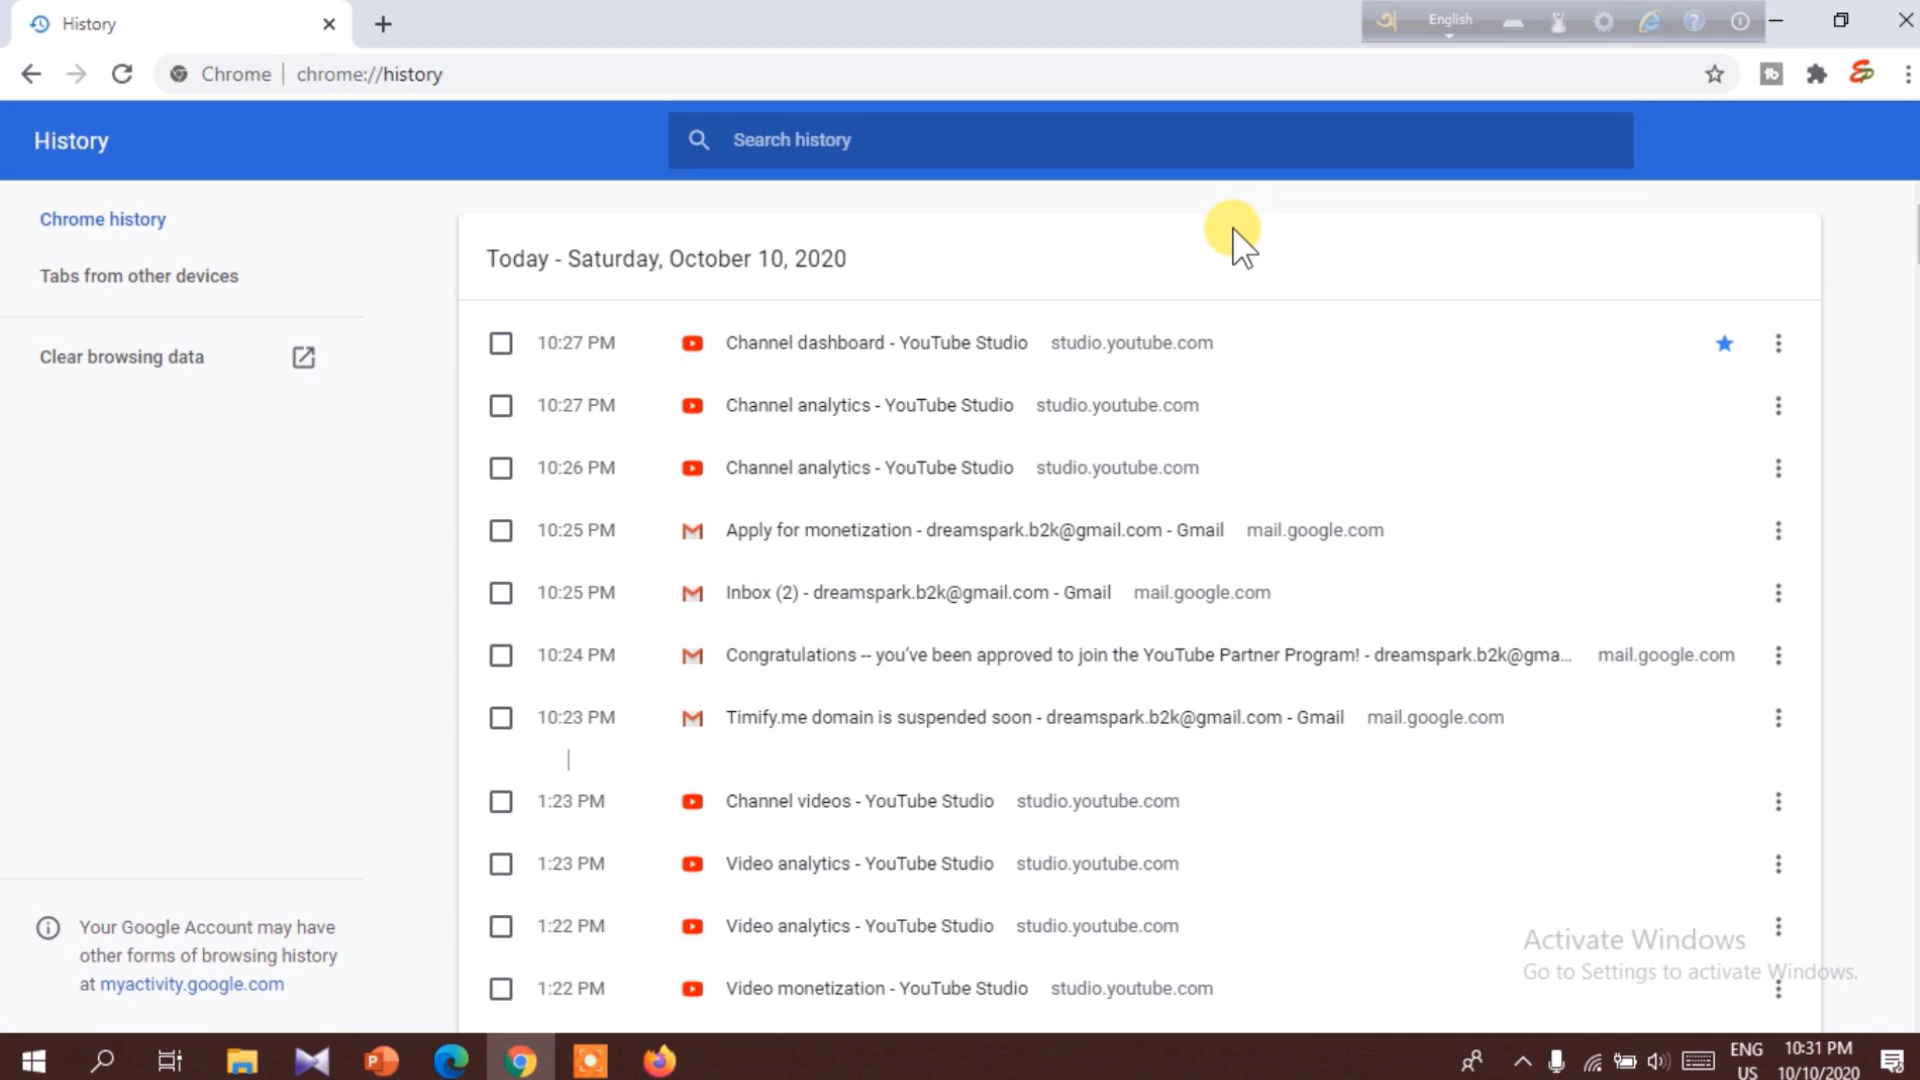 History
English
Chrome
chrome://history
History
Search history
Chrome history
Tabs from other devices
Clear browsing data
Today - Saturday, October 10, 2020
10:27 PM Channel dashboard - YouTube Studio studio.youtube.com
10:27 PM Channel analytics - YouTube Studio studio.youtube.com
10:26 PM Channel analytics - YouTube Studio studio.youtube.com
10:25 PM Apply for monetization - dreamspark.b2k@gmail.com - Gmail mail.google.com
10:25 PM Inbox (2) - dreamspark.b2k@gmail.com - Gmail mail.google.com
10:24 PM Congratulations -- you've been approved to join the YouTube Partner Program! - dreamspark.b2k@gma... mail.google.com
10:23 PM Timify.me domain is suspended soon - dreamspark.b2k@gmail.com - Gmail mail.google.com
1:23 PM Channel videos - YouTube Studio studio.youtube.com
1:23 PM Video analytics - YouTube Studio studio.youtube.com
1:22 PM Video analytics - YouTube Studio studio.youtube.com
1:22 PM Video monetization - YouTube Studio studio.youtube.com
Your Google Account may have
other forms of browsing history
at myactivity.google.com
Activate Windows
Go to Settings to activate Windows.
ENG
US
10:31 PM
10/10/2020